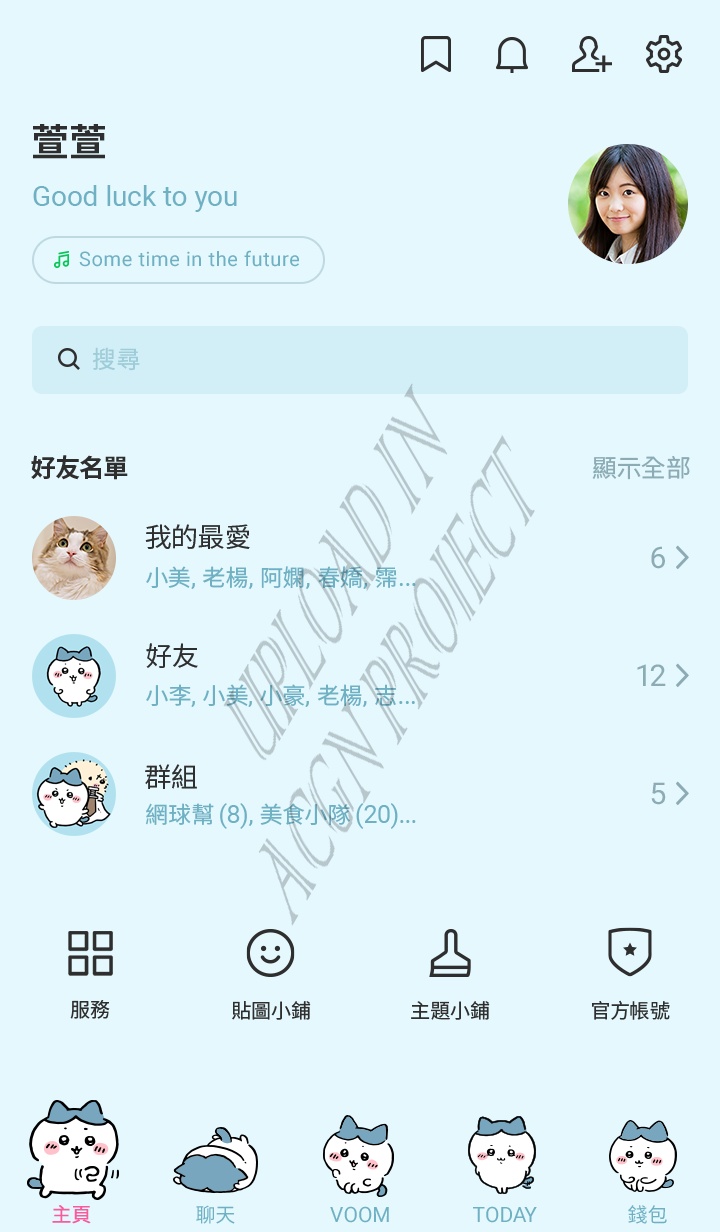 萱萱
Good luck to you
Some time in the future
搜尋
好友名單 顯示全部
我的最愛
小美, 老楊, 阿嫻, 春嬌, 霈... 6
好友
小李, 小美, 小豪, 老楊, 志... 12
群組
網球幫 (8), 美食小隊 (20)... 5
UPLOAD IN
ACGN PROJECT
服務 貼圖小鋪 主題小鋪 官方帳號
主頁 聊天 VOOM TODAY 錢包